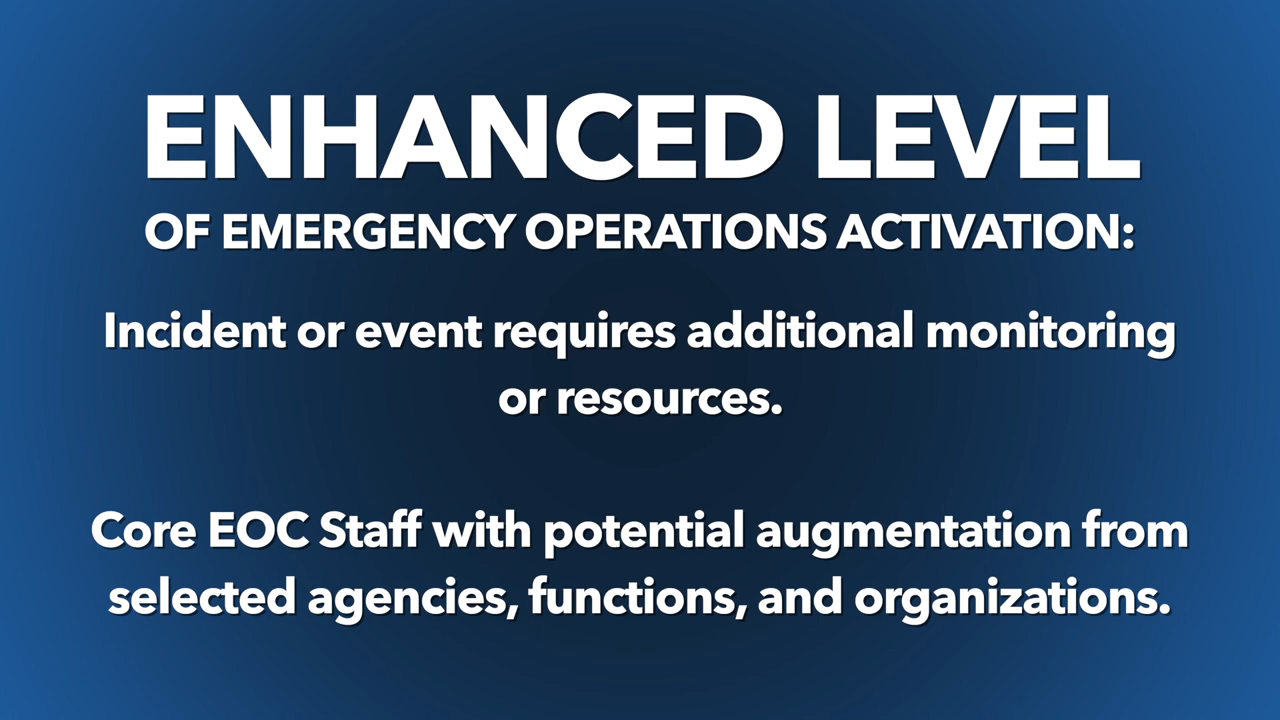 ENHANCED LEVEL
OF EMERGENCY OPERATIONS ACTIVATION:
Incident or event requires additional monitoring
or resources.
Core EOC Staff with potential augmentation from
selected agencies, functions, and organizations.